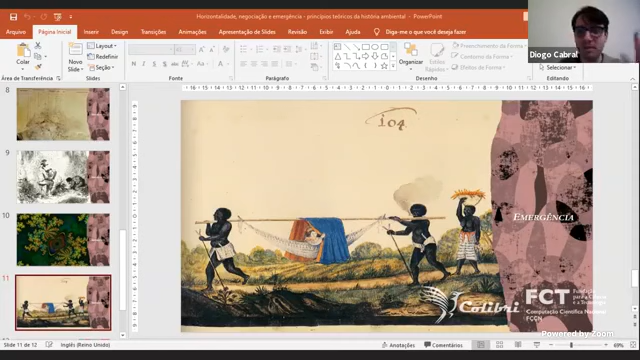 Horizontalidade, negociação e emergência - princípios teóricos da história ambiental - PowerPoint
Diogo Cabral
Arquivo Página Inicial Inserir Design Transições Animações Apresentação de Slides Revisão Exibir Ajuda Diga-me o que você deseja fazer
Colar
Novo Slide
Layout
Redefinir
Seção
Organizar
Preenchimento da Forma
Contorno da Forma
Efeitos de Forma
Selecionar
Área de Transferência Slides Fonte Parágrafo Desenho Editando
8
9
10
11
104
EMERGÊNCIA
Colibri
FCT
Fundação
para a Ciência
e a Tecnologia
Computação Científica Nacional
FCCN
Powered by Zoom
Slide 11 de 12 Inglês (Reino Unido) Anotações Comentários 69%